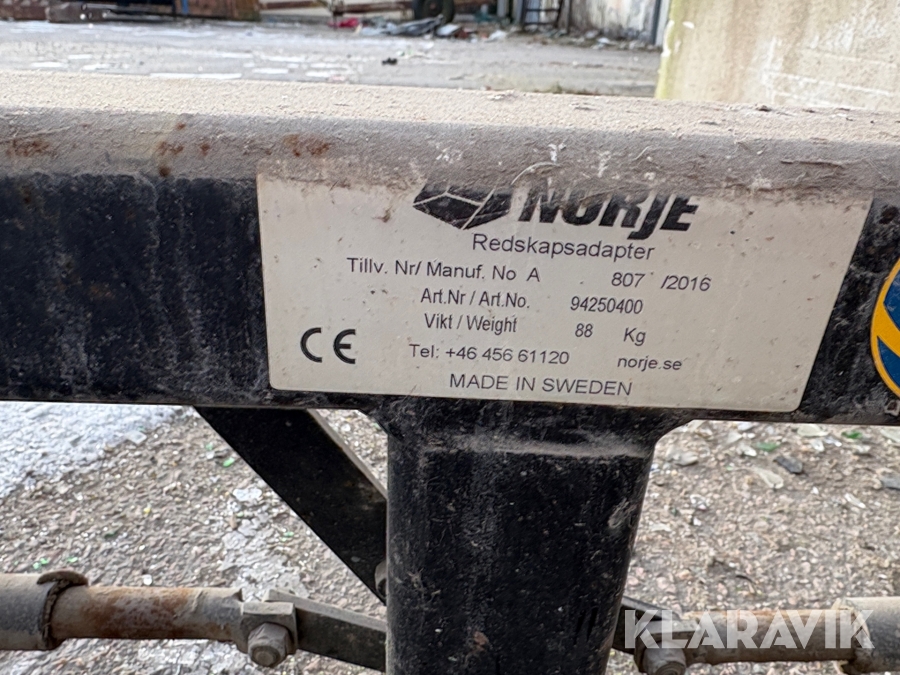 NORJE
Redskapsadapter
Tillv. Nr/ Manuf. No A 807 /2016
Art.Nr / Art.No. 94250400
Vikt / Weight 88 Kg
CE Tel: +46 456 61120 norje.se
MADE IN SWEDEN
KLARAVIK